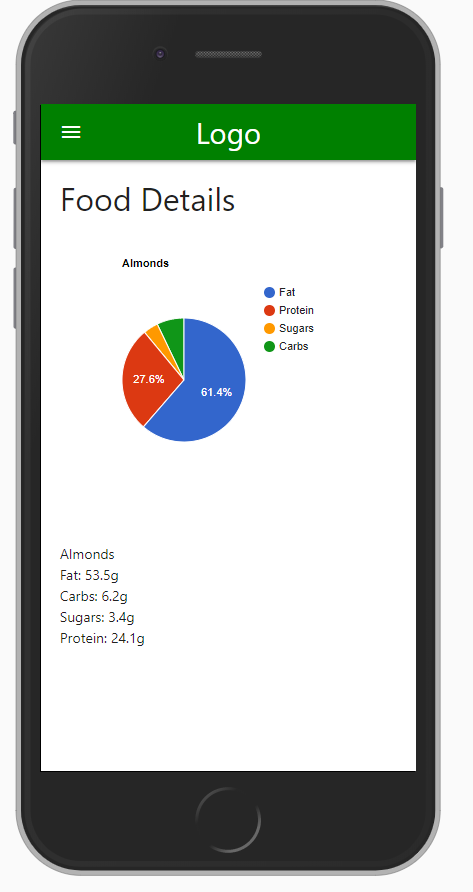 Logo
Food Details
Almonds
Fat
Protein
Sugars
Carbs
27.6%
61.4%
Almonds
Fat: 53.5g
Carbs: 6.2g
Sugars: 3.4g
Protein: 24.1g